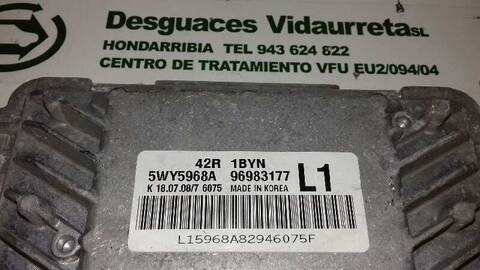 Desguaces Vidaurreta SL
HONDARRIBIA TEL 943 624 822
CENTRO DE TRATAMIENTO VFU EU2/094/04
42R 1BYN
5WY5968A 96983177 L1
K 18.07.08/7 6075 MADE IN KOREA
L15968A82946075F